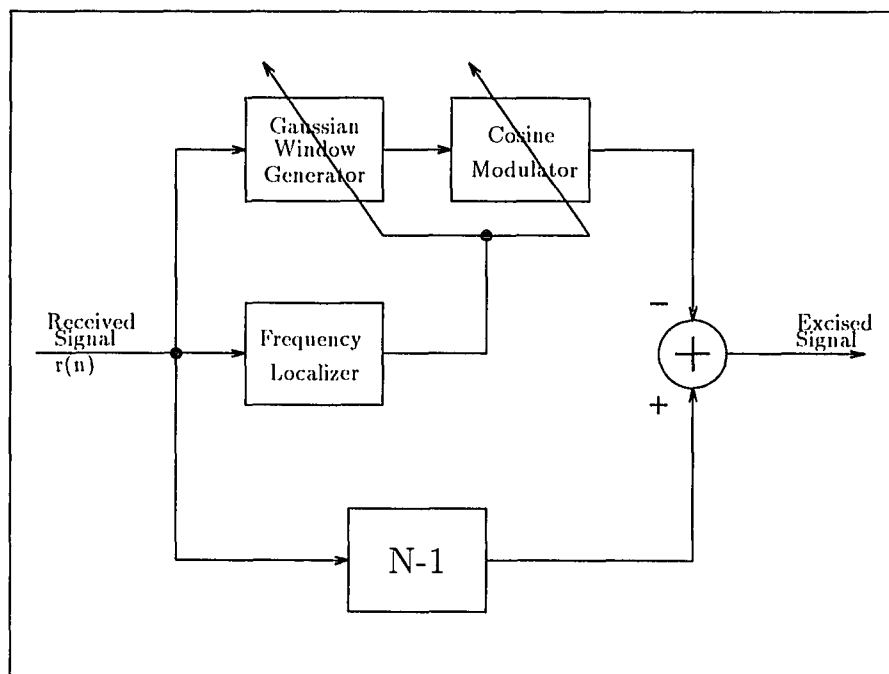 Gaussian
Window
Generator
Cosine
Modulator
Received
Signal
r(n)
Frequency
Localizer
−
+
+
Excised
Signal
N-1